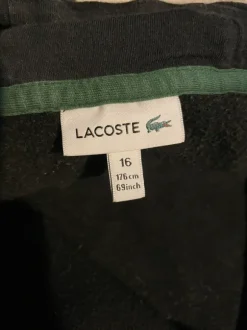 LACOSTE
16
176cm
69inch